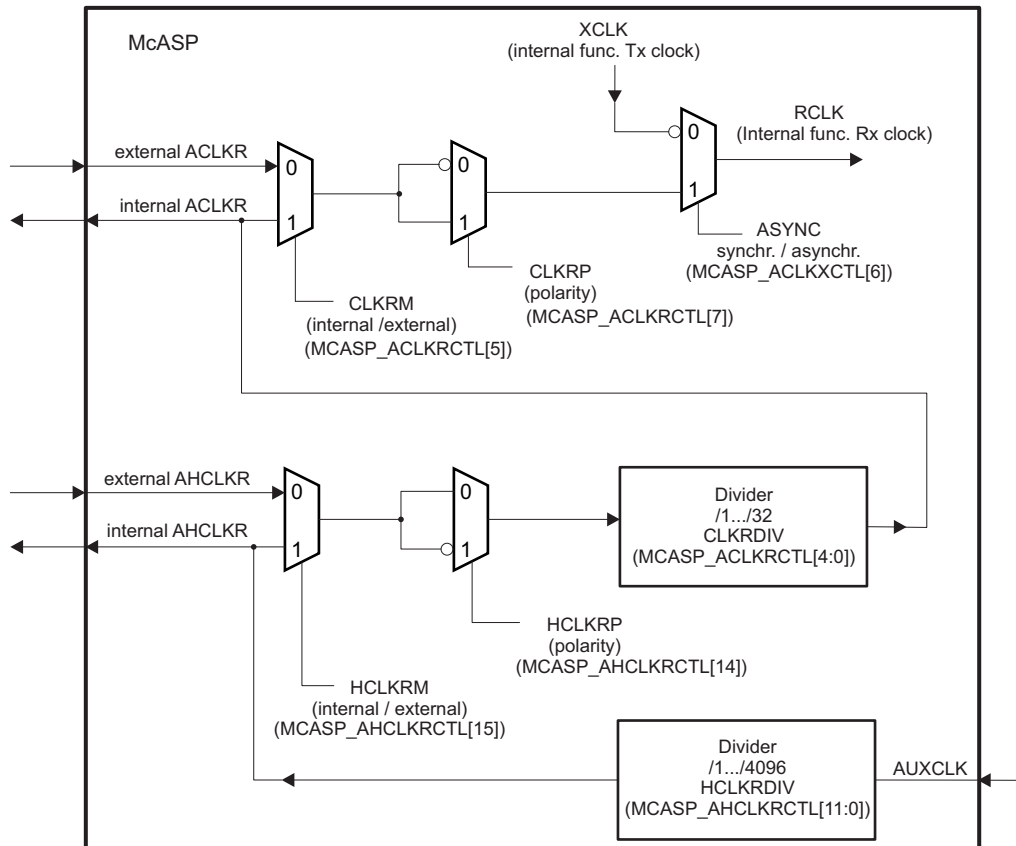 McASP
XCLK
(internal func. Tx clock)
RCLK
(Internal func. Rx clock)
0
external ACLKR
0
0
internal ACLKR
1
1
1
ASYNC
synchr. / asynchr.
(MCASP_ACLKXCTL[6])
CLKRP
(polarity)
(MCASP_ACLKRCTL[7])
CLKRM
(internal /external)
(MCASP_ACLKRCTL[5])
external AHCLKR
0
0
internal AHCLKR
1
1
Divider
/1.../32
CLKRDIV
(MCASP_ACLKRCTL[4:0])
HCLKRP
(polarity)
(MCASP_AHCLKRCTL[14])
HCLKRM
(internal / external)
(MCASP_AHCLKRCTL[15])
Divider
/1.../4096
HCLKRDIV
(MCASP_AHCLKRCTL[11:0])
AUXCLK